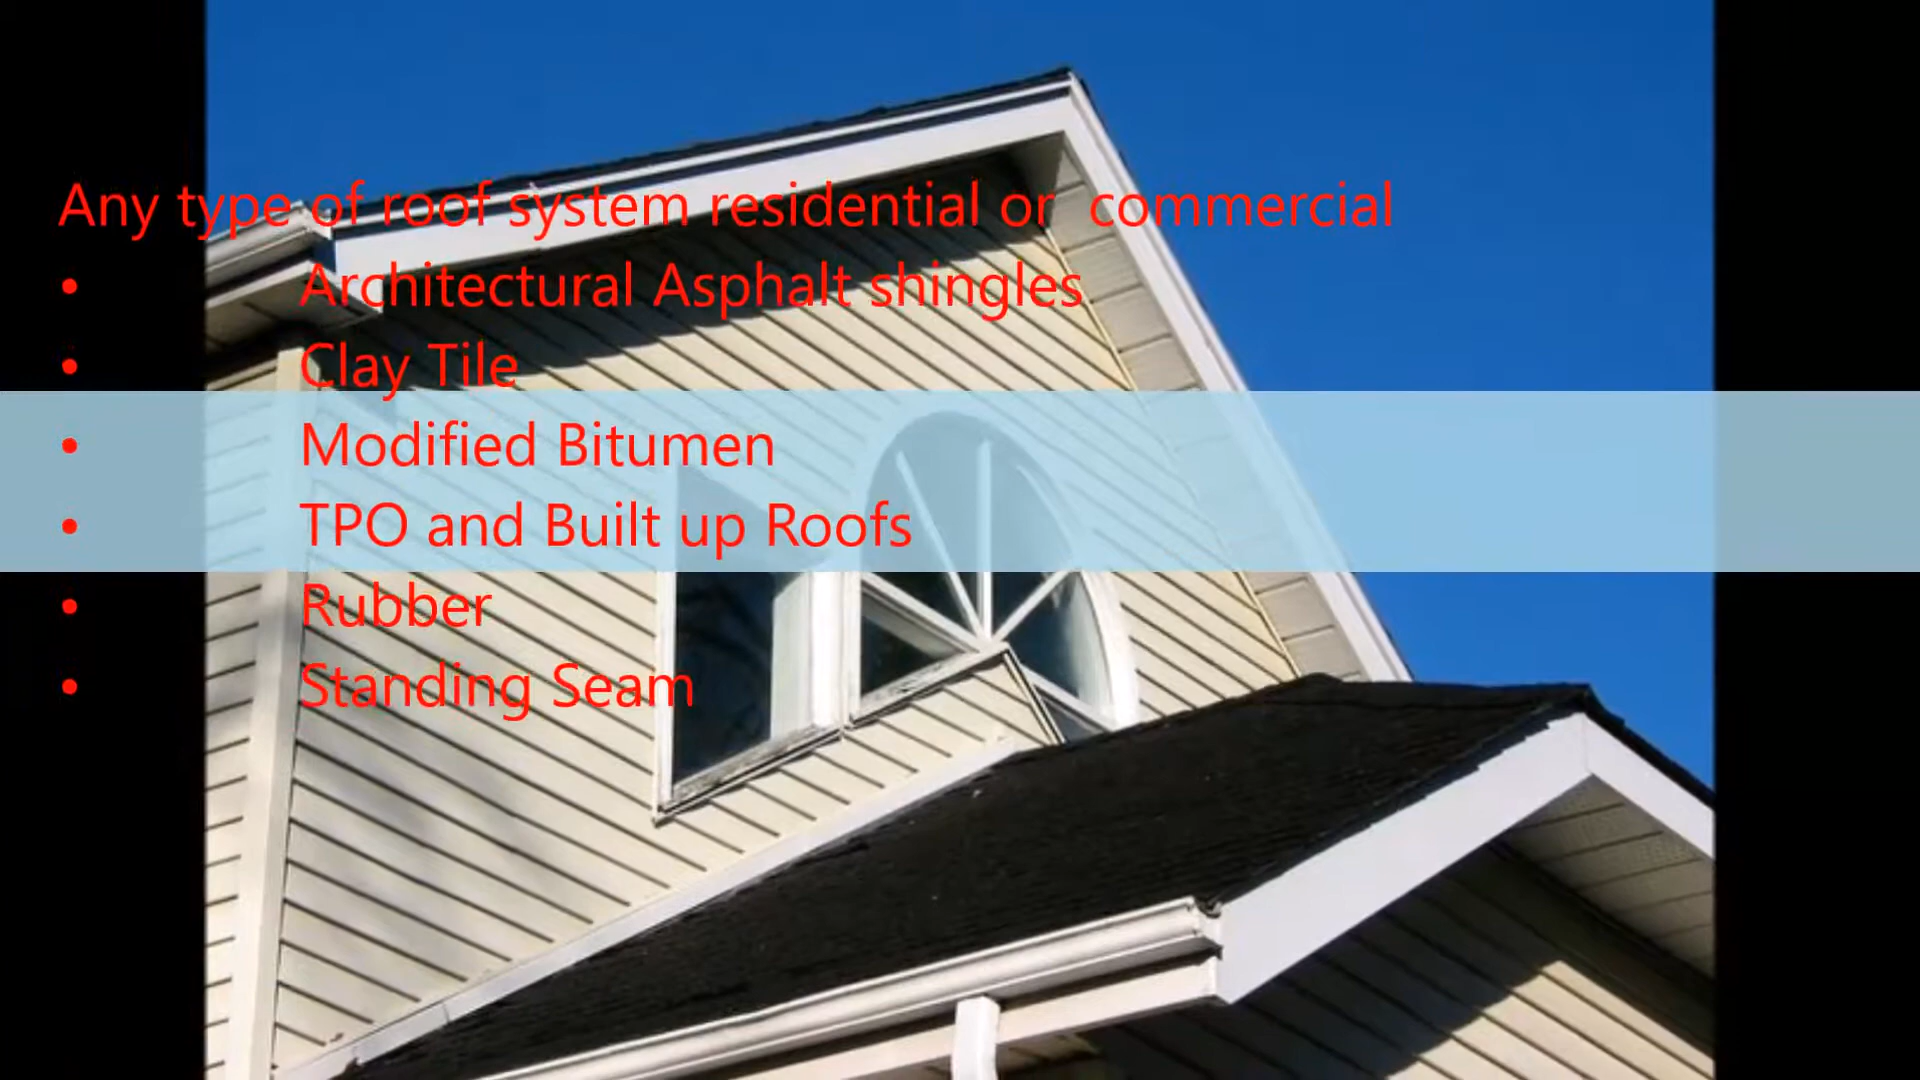 Any type of roof system residential or  commercial
• Architectural Asphalt shingles
• Clay Tile
• Modified Bitumen
• TPO and Built up Roofs
• Rubber
• Standing Seam